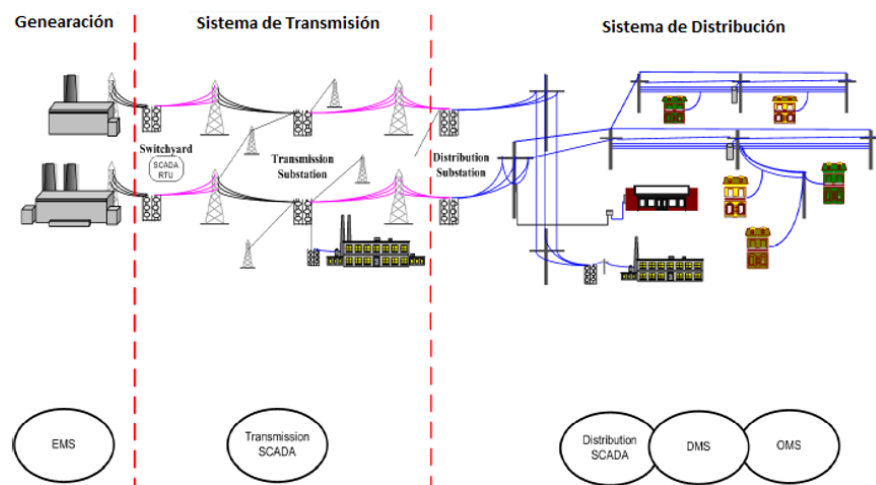 Genearación
Sistema de Transmisión
Sistema de Distribución
Switchyard
SCADA
RTU
Transmission
Substation
Distribution
Substation
EMS
Transmission
SCADA
Distribution
SCADA
DMS
OMS